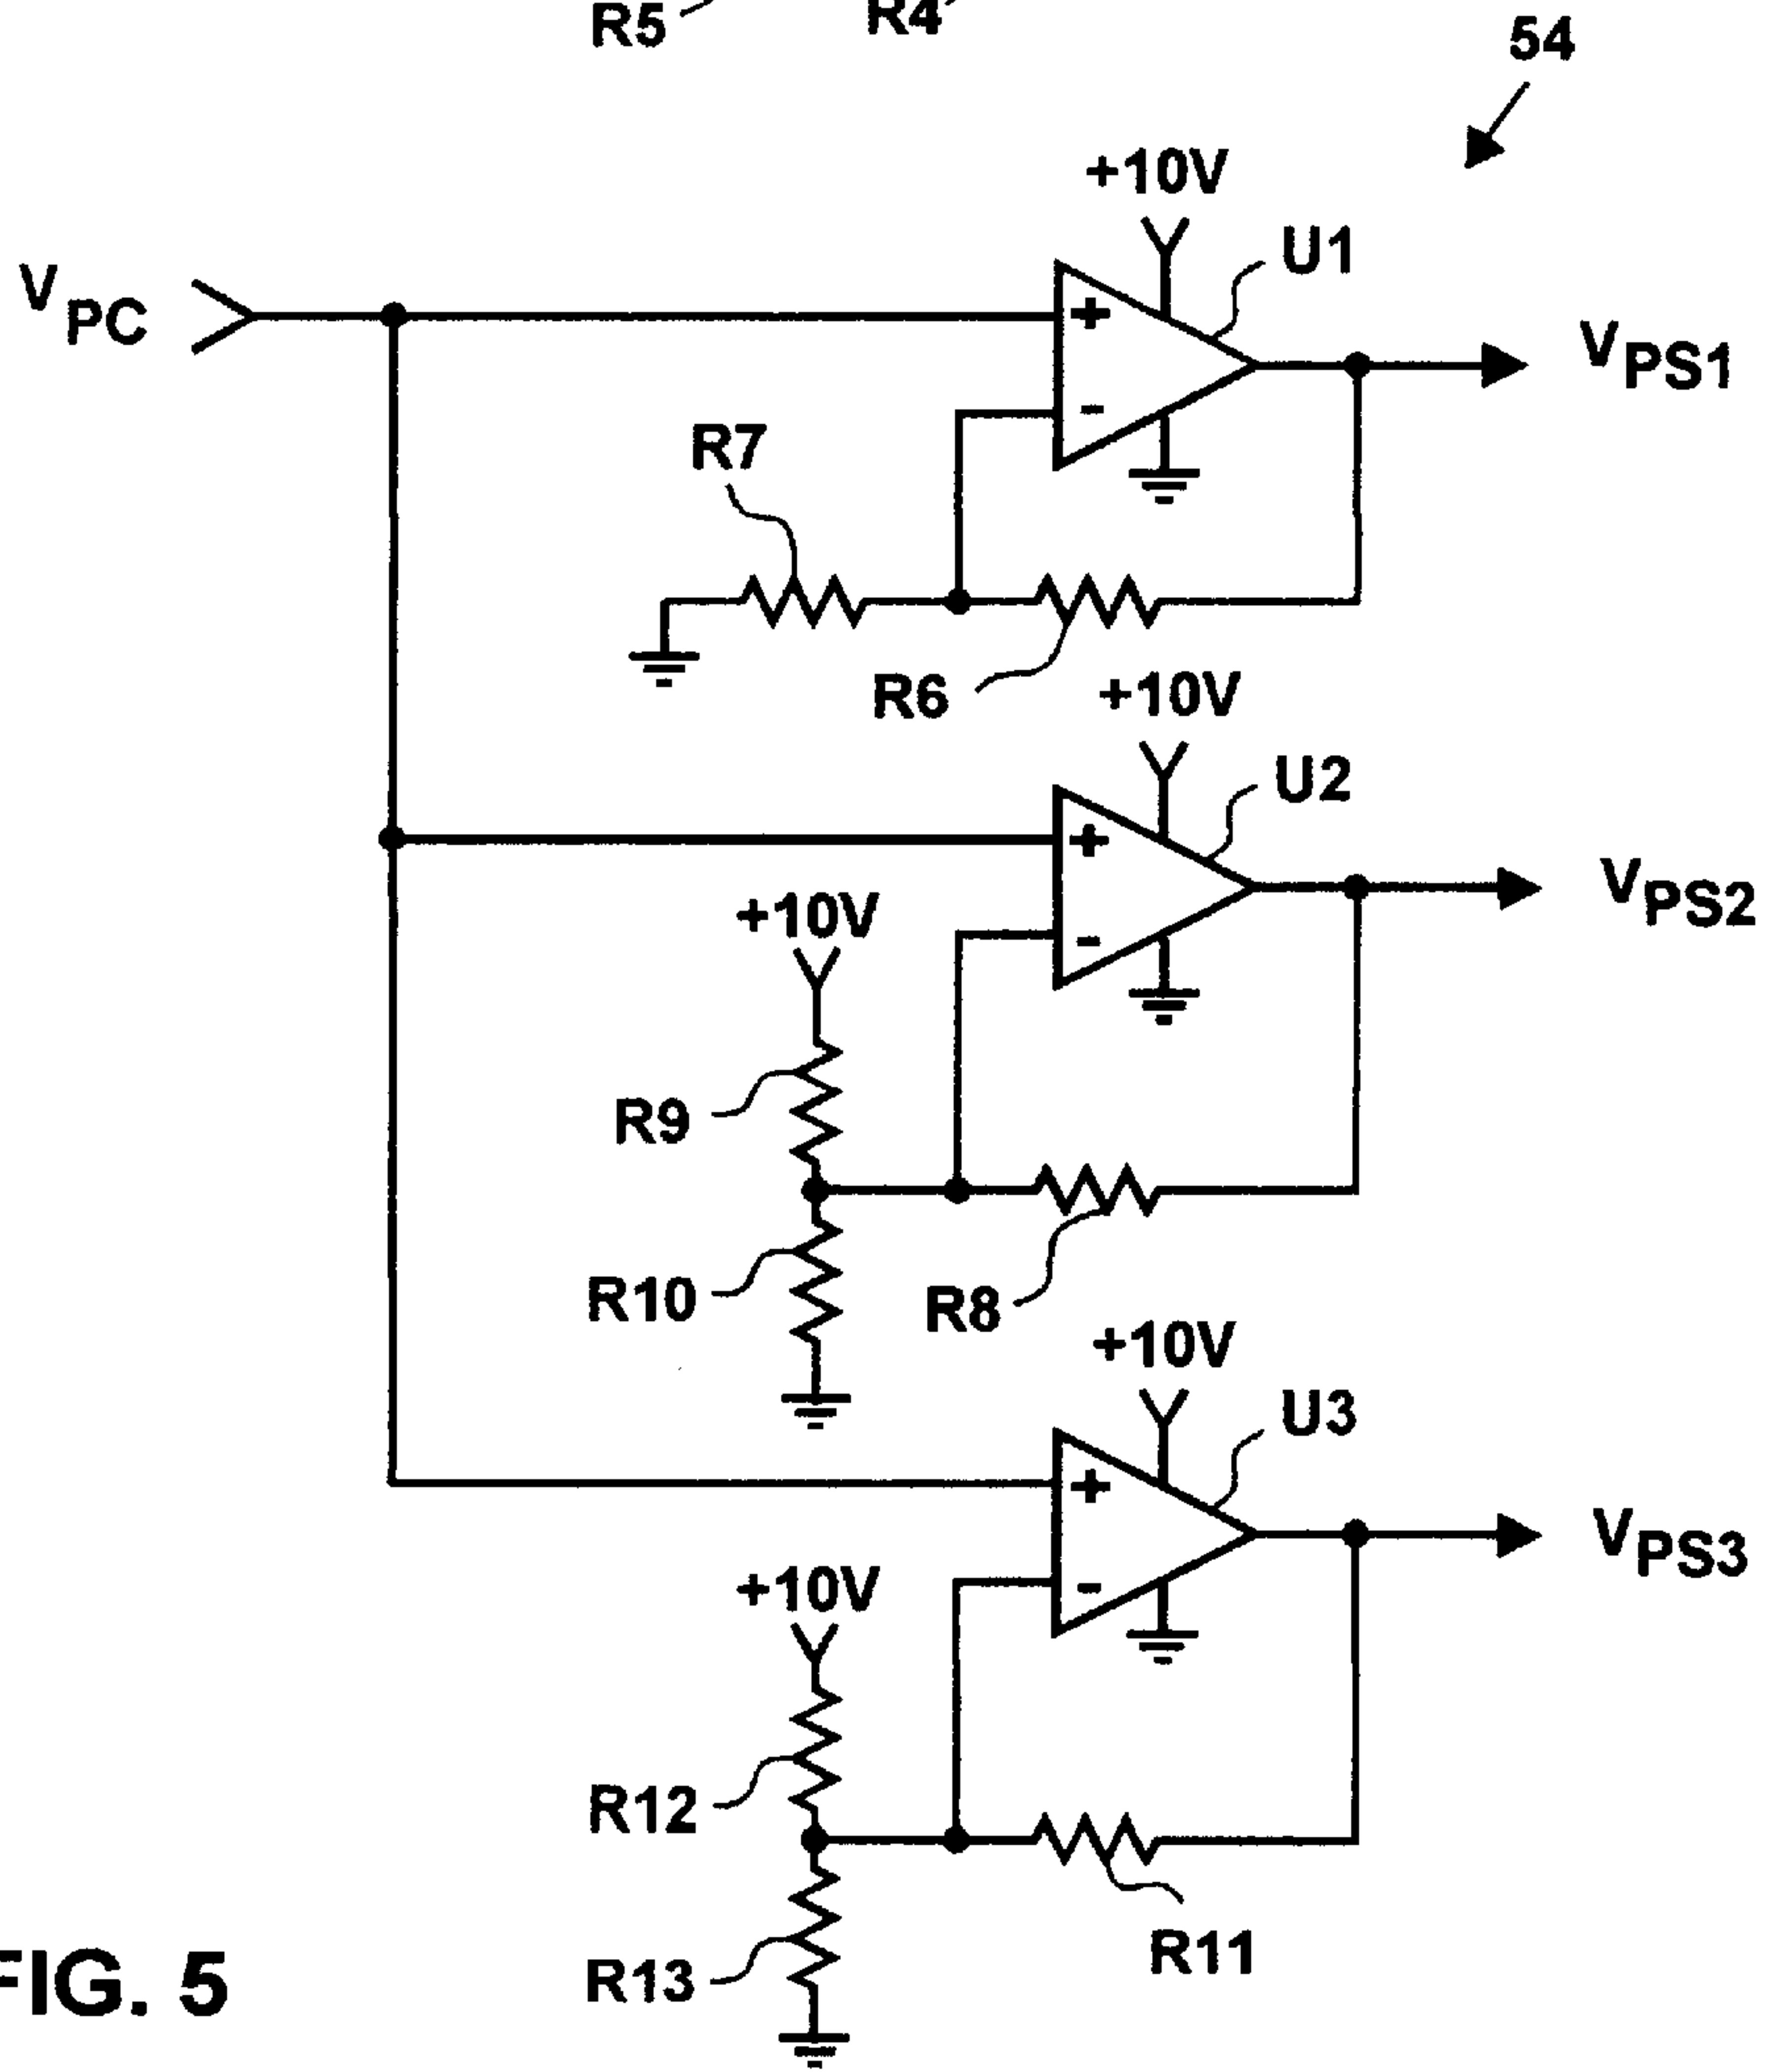 R5 R4
54
+10V
U1
VPC
VPS1
R7
R6
+10V
U2
+
-
+
-
VPS2
+10V
R9
R10
R8
+10V
U3
+
-
VPS3
+10V
R12
R13
R11
FIG. 5